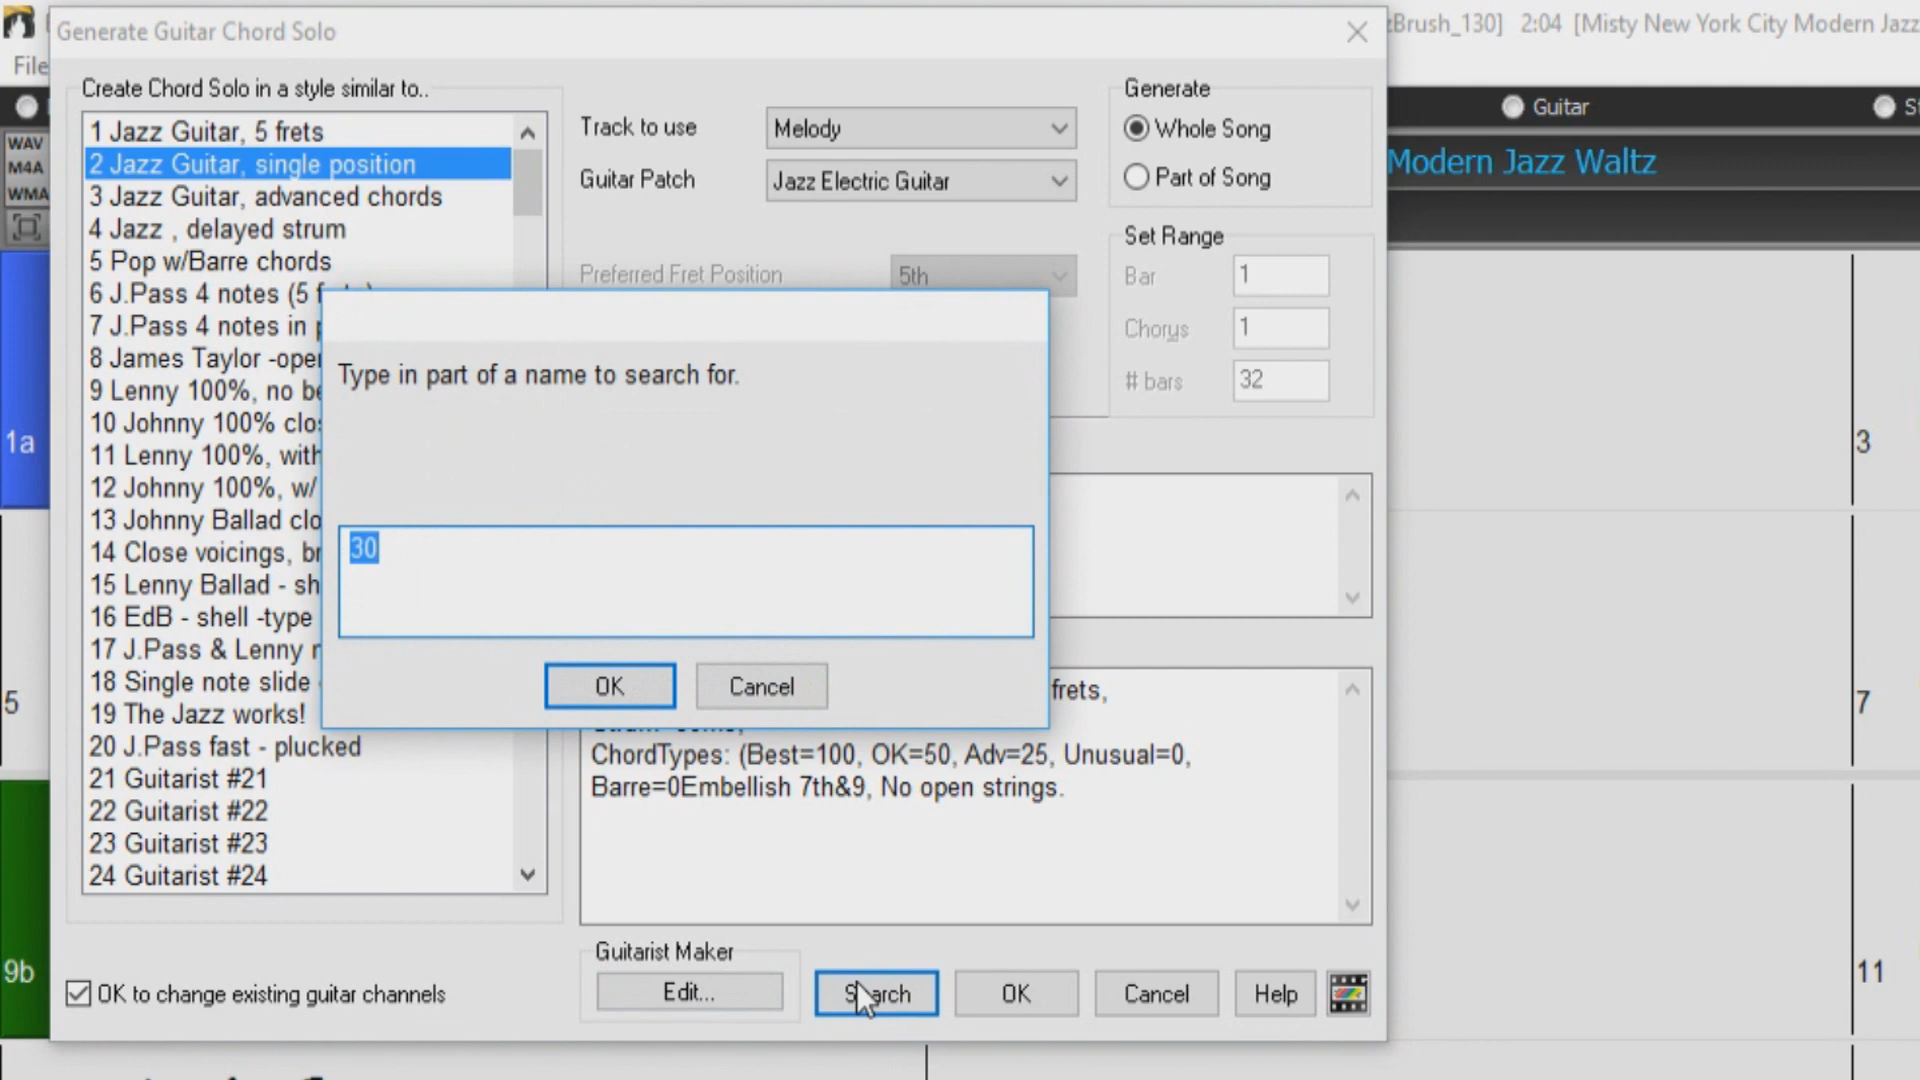 Generate Guitar Chord Solo
Brush_130] 2:04 [Misty New York City Modern Jazz
File
Create Chord Solo in a style similar to..
1 Jazz Guitar, 5 frets
2 Jazz Guitar, single position
3 Jazz Guitar, advanced chords
4 Jazz , delayed strum
5 Pop w/Barre chords
6 J.Pass 4 notes (5
7 J.Pass 4 notes in
8 James Taylor -ope
9 Lenny 100%, no be
10 Johnny 100% clo
11 Lenny 100%, with
12 Johnny 100%, w/
13 Johnny Ballad clo
14 Close voicings, br
15 Lenny Ballad - sh
16 EdB - shell -type
17 J.Pass & Lenny
18 Single note slide
19 The Jazz works!
20 J.Pass fast - plucked
21 Guitarist #21
22 Guitarist #22
23 Guitarist #23
24 Guitarist #24
OK to change existing guitar channels
Track to use
Melody
Guitar Patch
Jazz Electric Guitar
Preferred Fret Position
5th
Generate
Whole Song
Part of Song
Set Range
Bar
1
Chorus
1
# bars
32
Type in part of a name to search for.
30
OK
Cancel
frets,
ChordTypes: (Best=100, OK=50, Adv=25, Unusual=0,
Barre=0Embellish 7th&9, No open strings.
Guitarist Maker
Edit...
Search
OK
Cancel
Help
Guitar
Modern Jazz Waltz
WAV
M4A
WMA
1a
3
5
7
9b
11